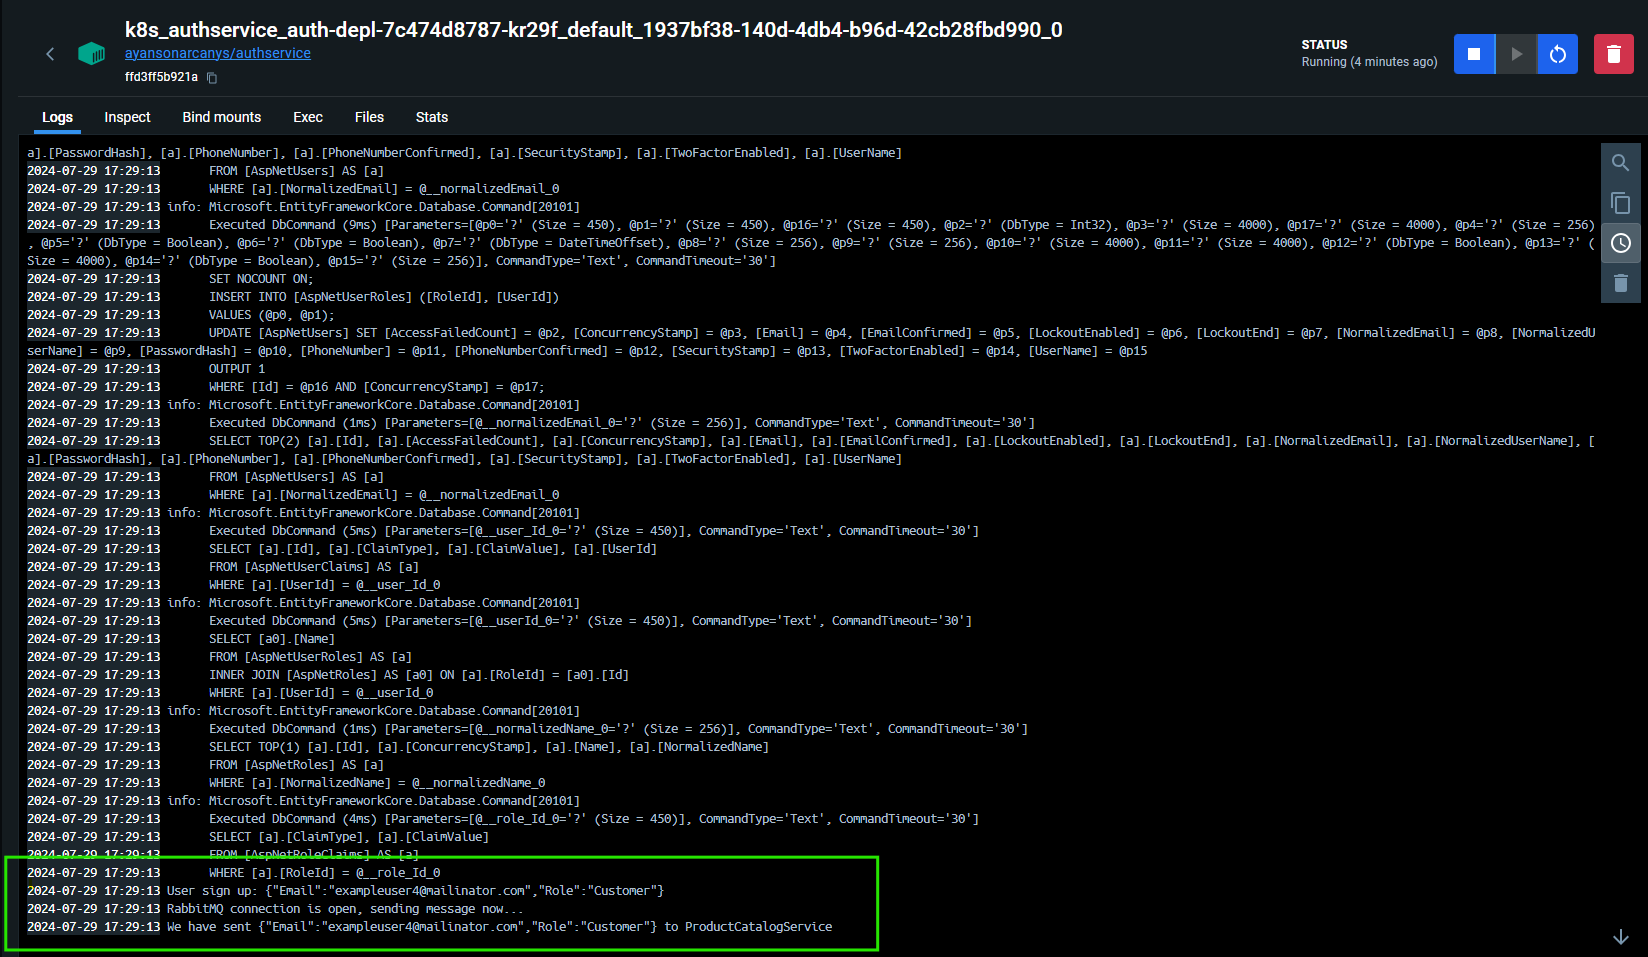 k8s_authservice_auth-depl-7c474d8787-kr29f_default_1937bf38-140d-4db4-b96d-42cb28fbd990_0
ayansonarcanys/authservice
ffd3ff5b921a
STATUS
Running (4 minutes ago)
Logs Inspect Bind mounts Exec Files Stats
a].[PasswordHash], [a].[PhoneNumber], [a].[PhoneNumberConfirmed], [a].[SecurityStamp], [a].[TwoFactorEnabled], [a].[UserName]
2024-07-29 17:29:13       FROM [AspNetUsers] AS [a]
2024-07-29 17:29:13       WHERE [a].[NormalizedEmail] = @__normalizedEmail_0
2024-07-29 17:29:13 info: Microsoft.EntityFrameworkCore.Database.Command[20101]
2024-07-29 17:29:13       Executed DbCommand (9ms) [Parameters=[@p0='?' (Size = 450), @p1='?' (Size = 450), @p16='?' (Size = 450), @p2='?' (DbType = Int32), @p3='?' (Size = 4000), @p17='?' (Size = 4000), @p4='?' (Size = 256)
, @p5='?' (DbType = Boolean), @p6='?' (DbType = Boolean), @p7='?' (DbType = DateTimeOffset), @p8='?' (Size = 256), @p9='?' (Size = 256), @p10='?' (Size = 4000), @p11='?' (Size = 4000), @p12='?' (DbType = Boolean), @p13='?' (
Size = 4000), @p14='?' (DbType = Boolean), @p15='?' (Size = 256)], CommandType='Text', CommandTimeout='30']
2024-07-29 17:29:13       SET NOCOUNT ON;
2024-07-29 17:29:13       INSERT INTO [AspNetUserRoles] ([RoleId], [UserId])
2024-07-29 17:29:13       VALUES (@p0, @p1);
2024-07-29 17:29:13       UPDATE [AspNetUsers] SET [AccessFailedCount] = @p2, [ConcurrencyStamp] = @p3, [Email] = @p4, [EmailConfirmed] = @p5, [LockoutEnabled] = @p6, [LockoutEnd] = @p7, [NormalizedEmail] = @p8, [NormalizedU
serName] = @p9, [PasswordHash] = @p10, [PhoneNumber] = @p11, [PhoneNumberConfirmed] = @p12, [SecurityStamp] = @p13, [TwoFactorEnabled] = @p14, [UserName] = @p15
2024-07-29 17:29:13       OUTPUT 1
2024-07-29 17:29:13       WHERE [Id] = @p16 AND [ConcurrencyStamp] = @p17;
2024-07-29 17:29:13 info: Microsoft.EntityFrameworkCore.Database.Command[20101]
2024-07-29 17:29:13       Executed DbCommand (1ms) [Parameters=[@__normalizedEmail_0='?' (Size = 256)], CommandType='Text', CommandTimeout='30']
2024-07-29 17:29:13       SELECT TOP(2) [a].[Id], [a].[AccessFailedCount], [a].[ConcurrencyStamp], [a].[Email], [a].[EmailConfirmed], [a].[LockoutEnabled], [a].[LockoutEnd], [a].[NormalizedEmail], [a].[NormalizedUserName], [
a].[PasswordHash], [a].[PhoneNumber], [a].[PhoneNumberConfirmed], [a].[SecurityStamp], [a].[TwoFactorEnabled], [a].[UserName]
2024-07-29 17:29:13       FROM [AspNetUsers] AS [a]
2024-07-29 17:29:13       WHERE [a].[NormalizedEmail] = @__normalizedEmail_0
2024-07-29 17:29:13 info: Microsoft.EntityFrameworkCore.Database.Command[20101]
2024-07-29 17:29:13       Executed DbCommand (5ms) [Parameters=[@__user_Id_0='?' (Size = 450)], CommandType='Text', CommandTimeout='30']
2024-07-29 17:29:13       SELECT [a].[Id], [a].[ClaimType], [a].[ClaimValue], [a].[UserId]
2024-07-29 17:29:13       FROM [AspNetUserClaims] AS [a]
2024-07-29 17:29:13       WHERE [a].[UserId] = @__user_Id_0
2024-07-29 17:29:13 info: Microsoft.EntityFrameworkCore.Database.Command[20101]
2024-07-29 17:29:13       Executed DbCommand (5ms) [Parameters=[@__userId_0='?' (Size = 450)], CommandType='Text', CommandTimeout='30']
2024-07-29 17:29:13       SELECT [a0].[Name]
2024-07-29 17:29:13       FROM [AspNetUserRoles] AS [a]
2024-07-29 17:29:13       INNER JOIN [AspNetRoles] AS [a0] ON [a].[RoleId] = [a0].[Id]
2024-07-29 17:29:13       WHERE [a].[UserId] = @__userId_0
2024-07-29 17:29:13 info: Microsoft.EntityFrameworkCore.Database.Command[20101]
2024-07-29 17:29:13       Executed DbCommand (1ms) [Parameters=[@__normalizedName_0='?' (Size = 256)], CommandType='Text', CommandTimeout='30']
2024-07-29 17:29:13       SELECT TOP(1) [a].[Id], [a].[ConcurrencyStamp], [a].[Name], [a].[NormalizedName]
2024-07-29 17:29:13       FROM [AspNetRoles] AS [a]
2024-07-29 17:29:13       WHERE [a].[NormalizedName] = @__normalizedName_0
2024-07-29 17:29:13 info: Microsoft.EntityFrameworkCore.Database.Command[20101]
2024-07-29 17:29:13       Executed DbCommand (4ms) [Parameters=[@__role_Id_0='?' (Size = 450)], CommandType='Text', CommandTimeout='30']
2024-07-29 17:29:13       SELECT [a].[ClaimType], [a].[ClaimValue]
2024-07-29 17:29:13       FROM [AspNetRoleClaims] AS [a]
2024-07-29 17:29:13       WHERE [a].[RoleId] = @__role_Id_0
2024-07-29 17:29:13 User sign up: {"Email":"exampleuser4@mailinator.com","Role":"Customer"}
2024-07-29 17:29:13 RabbitMQ connection is open, sending message now...
2024-07-29 17:29:13 We have sent {"Email":"exampleuser4@mailinator.com","Role":"Customer"} to ProductCatalogService